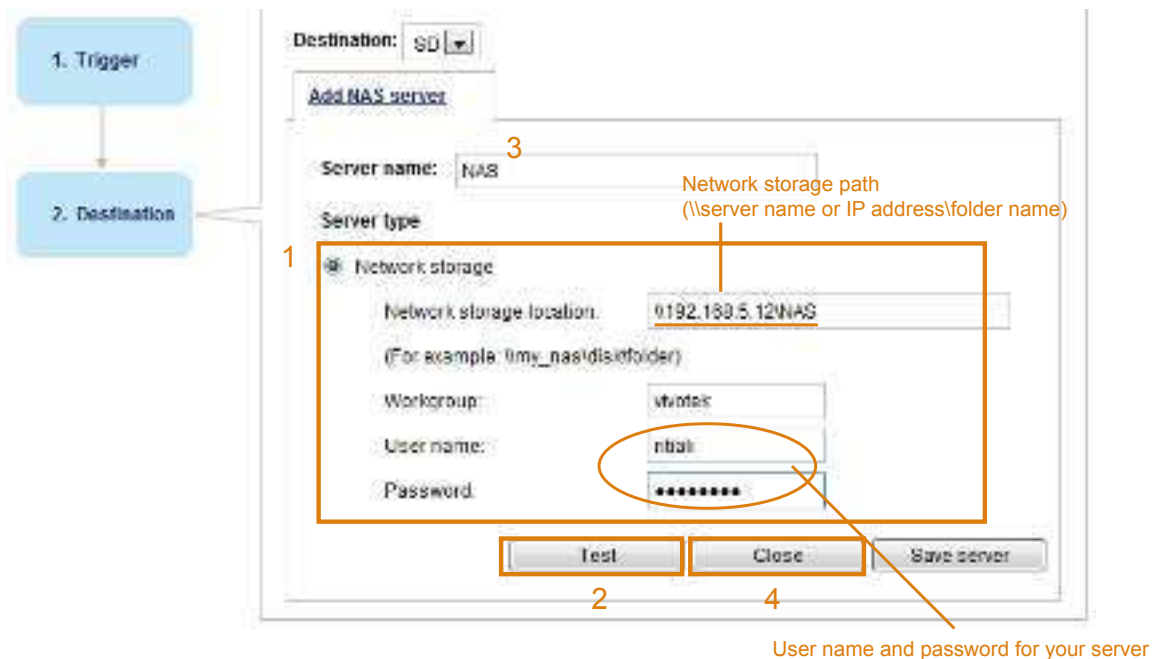 1. Trigger
2. Destination
Destination: SD
Add NAS server
3
Server name: NAS
Network storage path
(\\server name or IP address\folder name)
Server type
1
Network storage
Network storage location: \\192.168.5.12\NAS
(For example: \\my_nas\disk\folder)
Workgroup: vivotek
User name:
Password: ••••••••
Test Close Save server
2 4
User name and password for your server